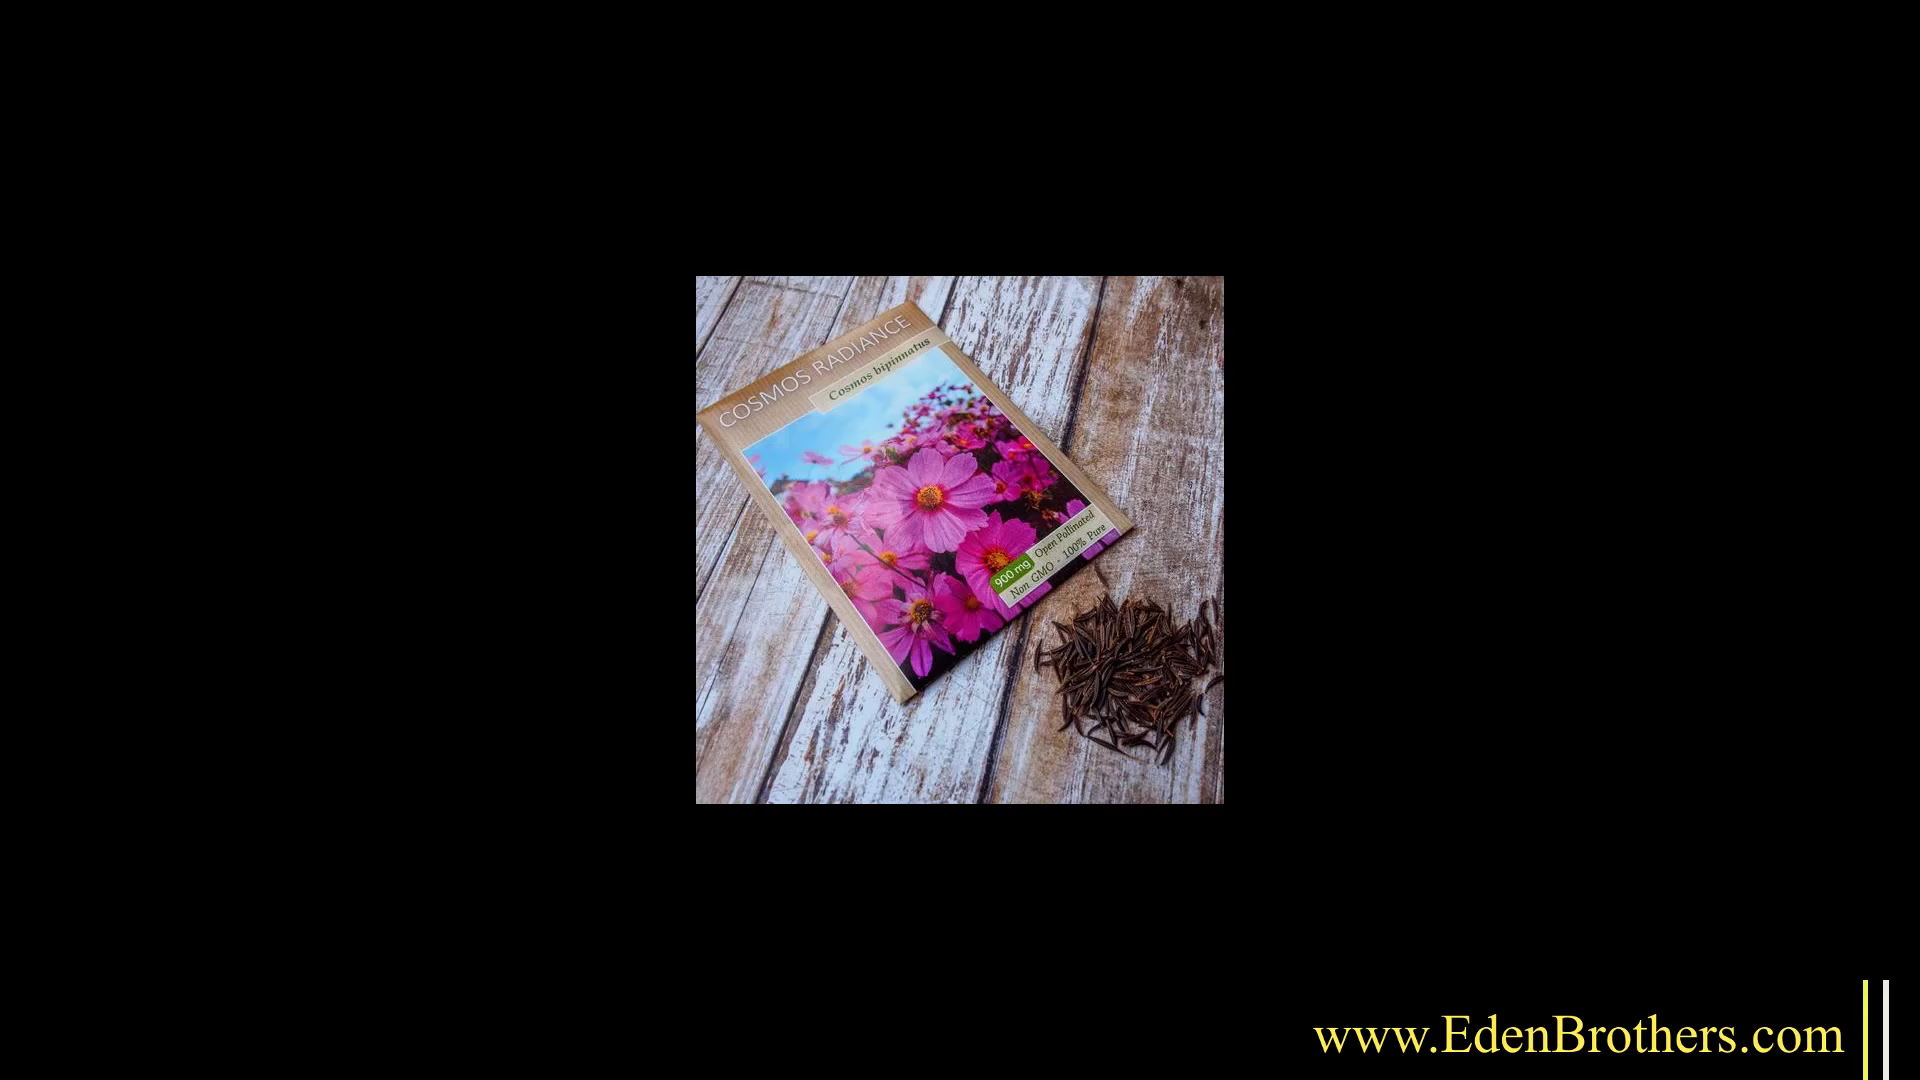 COSMOS RADIANCE
Cosmos bipinnatus
900 mg
Open Pollinated
Non GMO - 100% Pure
www.EdenBrothers.com